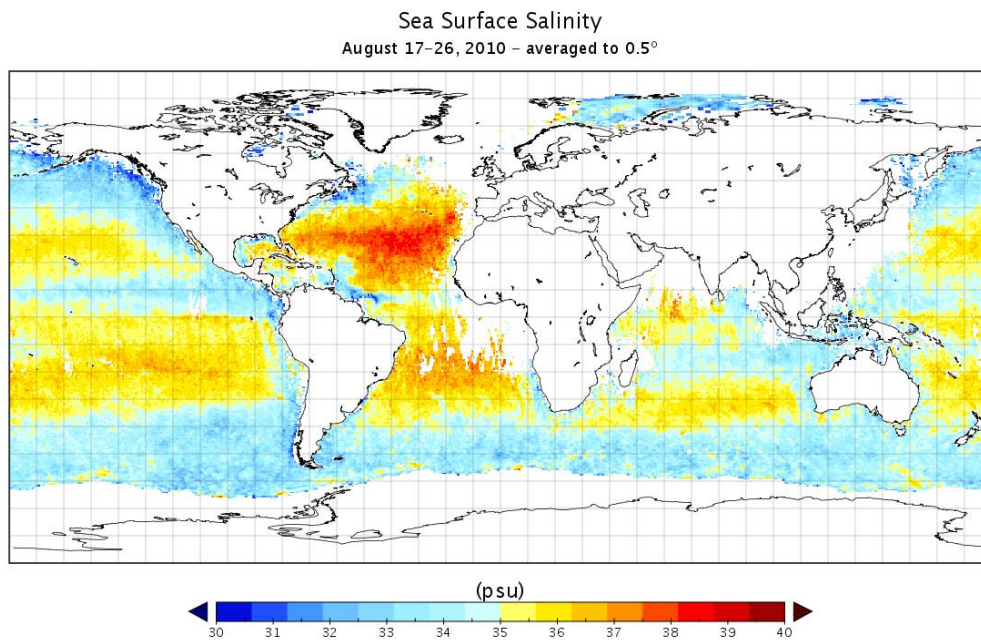 Sea Surface Salinity
August 17-26, 2010 - averaged to 0.5°
(psu)
30 31 32 33 34 35 36 37 38 39 40